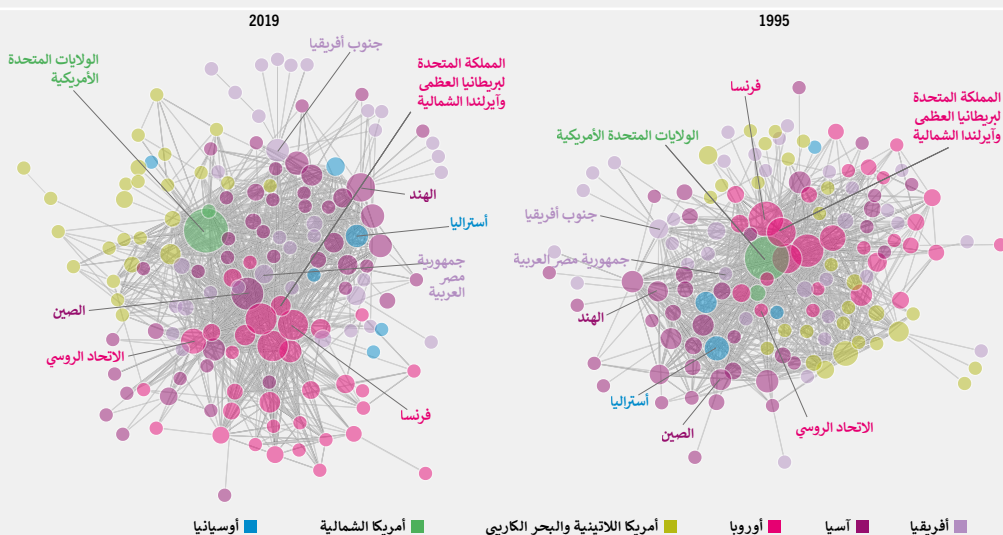 1995
2019
فرنسا
المملكة المتحدة
لبريطانيا العظمى
وآيرلندا الشمالية
الولايات المتحدة الأمريكية
جنوب أفريقيا
جمهورية مصر العربية
الهند
أستراليا
الصين
الاتحاد الروسي
جنوب أفريقيا
المملكة المتحدة
لبريطانيا العظمى
وآيرلندا الشمالية
الولايات المتحدة
الأمريكية
الهند
أستراليا
جمهورية
مصر
العربية
الصين
الاتحاد الروسي
فرنسا
أفريقيا
آسيا
أوروبا
أمريكا اللاتينية والبحر الكاريبي
أمريكا الشمالية
أوسيانيا